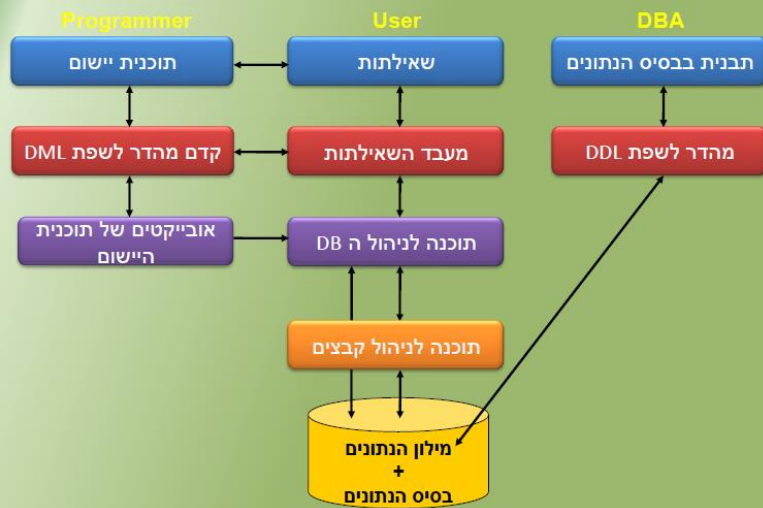 Programmer
User
DBA
תוכנית יישום
שאילתות
תבנית בבסיס הנתונים
קדם מהדר לשפת DML
מעבד השאילתות
מהדר לשפת DDL
אובייקטים של תוכנית
היישום
תוכנה לניהול ה DB
תוכנה לניהול קבצים
מילון הנתונים
+
בסיס הנתונים